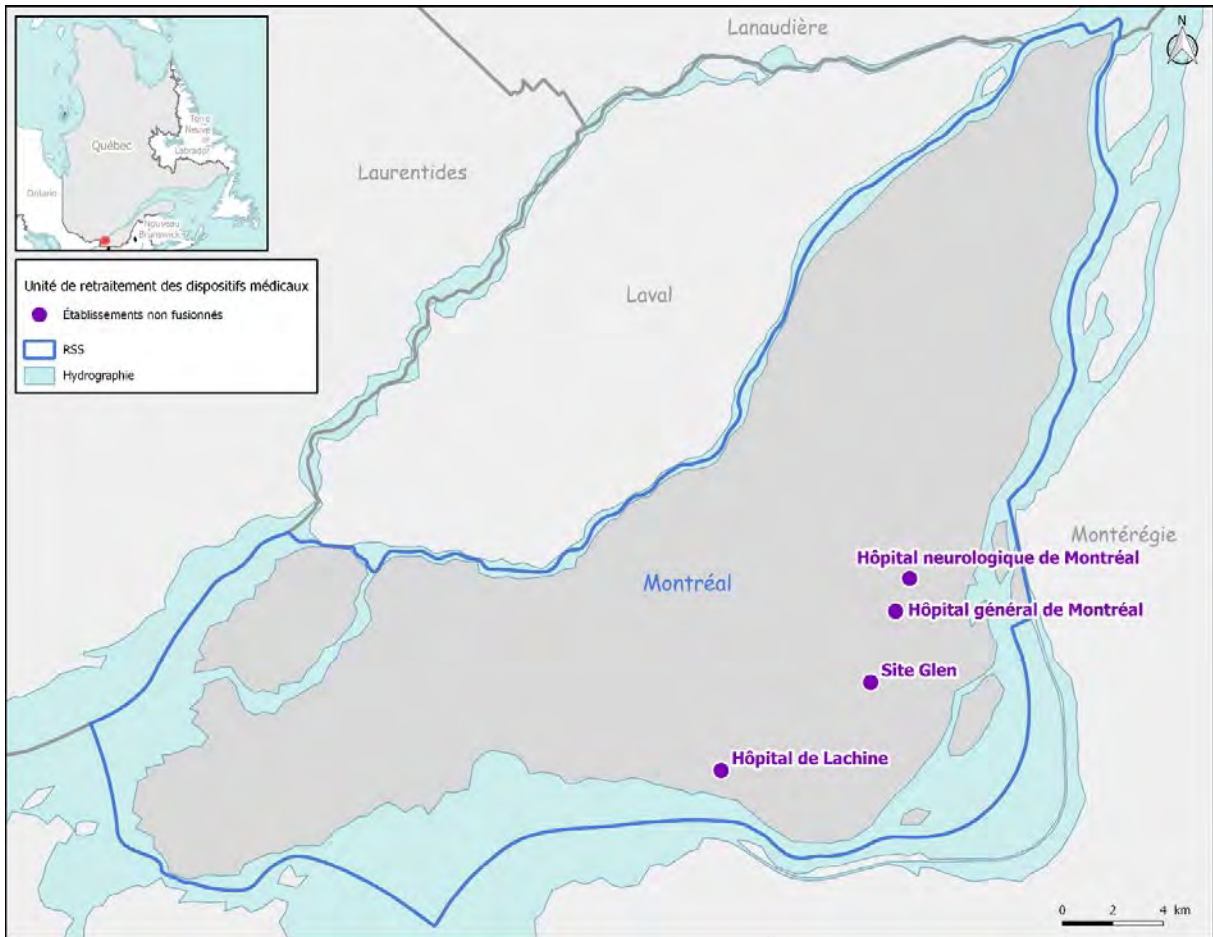 Lanaudière
N
Terre
Neuve
et
Labrador
Québec
Ontario
Nouveau
Brunswick
Laurentides
Unité de retraitement des dispositifs médicaux
Établissements non fusionnés
RSS
Hydrographie
Laval
Montérégie
Hôpital neurologique de Montréal
Montréal
Hôpital général de Montréal
Site Glen
Hôpital de Lachine
0 2 4 km